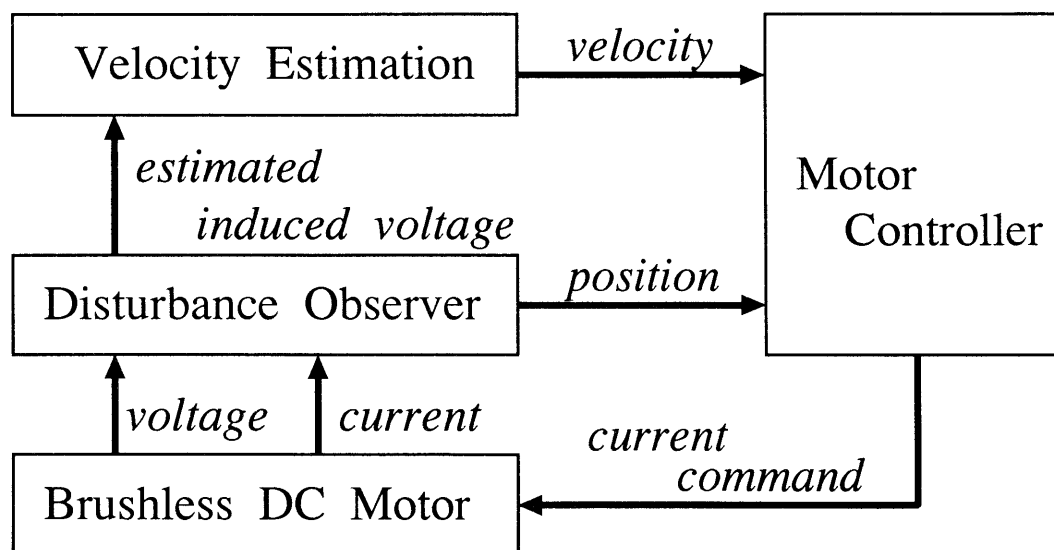 Velocity Estimation
velocity
estimated
induced voltage
Motor
Controller
Disturbance Observer
position
voltage
current
current
command
Brushless DC Motor